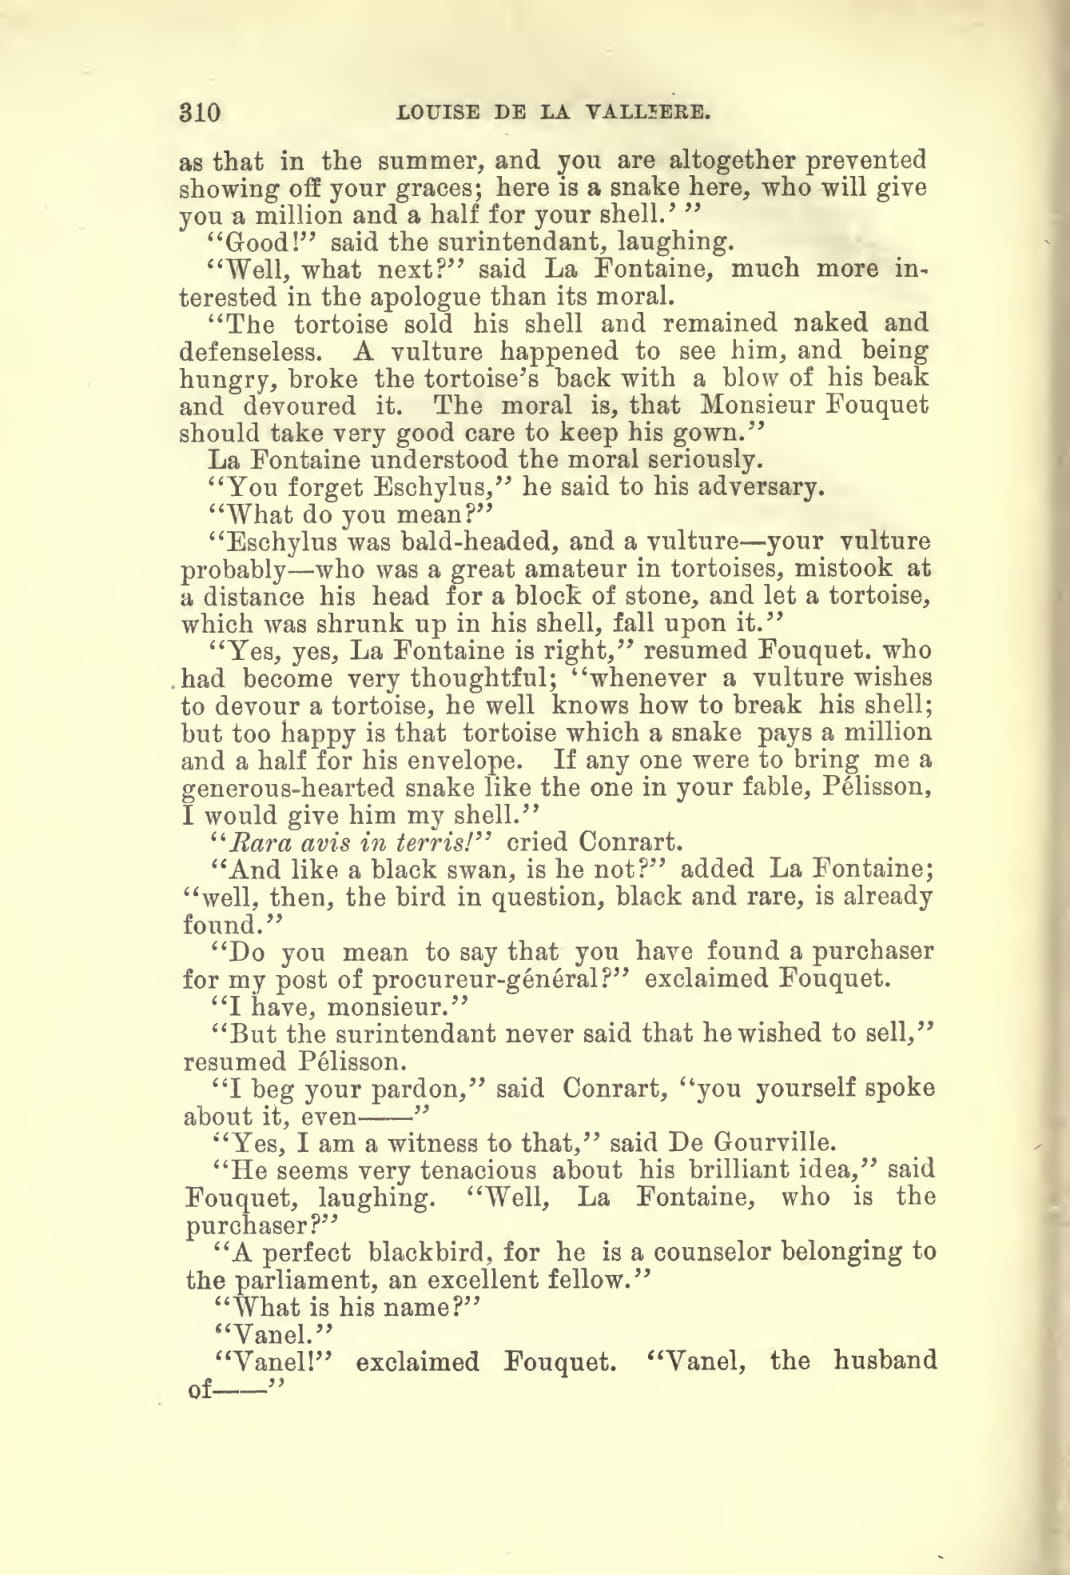 310 LOUISE DE LA VALLIERE.
as that in the summer, and you are altogether prevented
showing off your graces; here is a snake here, who will give
you a million and a half for your shell.’ ”
“Good!” said the surintendant, laughing.
“Well, what next?” said La Fontaine, much more in-
terested in the apologue than its moral.
“The tortoise sold his shell and remained naked and
defenseless. A vulture happened to see him, and being
hungry, broke the tortoise’s back with a blow of his beak
and devoured it. The moral is, that Monsieur Fouquet
should take very good care to keep his gown.”
La Fontaine understood the moral seriously.
“You forget Eschylus,” he said to his adversary.
“What do you mean?”
“Eschylus was bald-headed, and a vulture—your vulture
probably—who was a great amateur in tortoises, mistook at
a distance his head for a block of stone, and let a tortoise,
which was shrunk up in his shell, fall upon it.”
“Yes, yes, La Fontaine is right,” resumed Fouquet. who
had become very thoughtful; “whenever a vulture wishes
to devour a tortoise, he well knows how to break his shell;
but too happy is that tortoise which a snake pays a million
and a half for his envelope. If any one were to bring me a
generous-hearted snake like the one in your fable, Pélisson,
I would give him my shell.”
“Rara avis in terris!” cried Conrart.
“And like a black swan, is he not?” added La Fontaine;
“well, then, the bird in question, black and rare, is already
found.”
“Do you mean to say that you have found a purchaser
for my post of procureur-général?” exclaimed Fouquet.
“I have, monsieur.”
“But the surintendant never said that he wished to sell,”
resumed Pélisson.
“I beg your pardon,” said Conrart, “you yourself spoke
about it, even——”
“Yes, I am a witness to that,” said De Gourville.
“He seems very tenacious about his brilliant idea,” said
Fouquet, laughing. “Well, La Fontaine, who is the
purchaser?”
“A perfect blackbird, for he is a counselor belonging to
the parliament, an excellent fellow.”
“What is his name?”
“Vanel.”
“Vanel!” exclaimed Fouquet. “Vanel, the husband
of——”